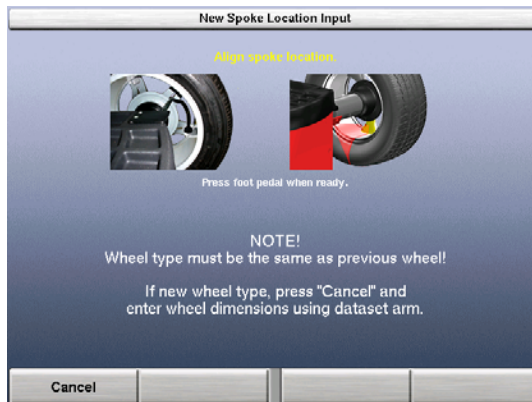 New Spoke Location Input
Align spoke location.
Press foot pedal when ready.
NOTE!
Wheel type must be the same as previous wheel!
If new wheel type, press "Cancel" and
enter wheel dimensions using dataset arm.
Cancel